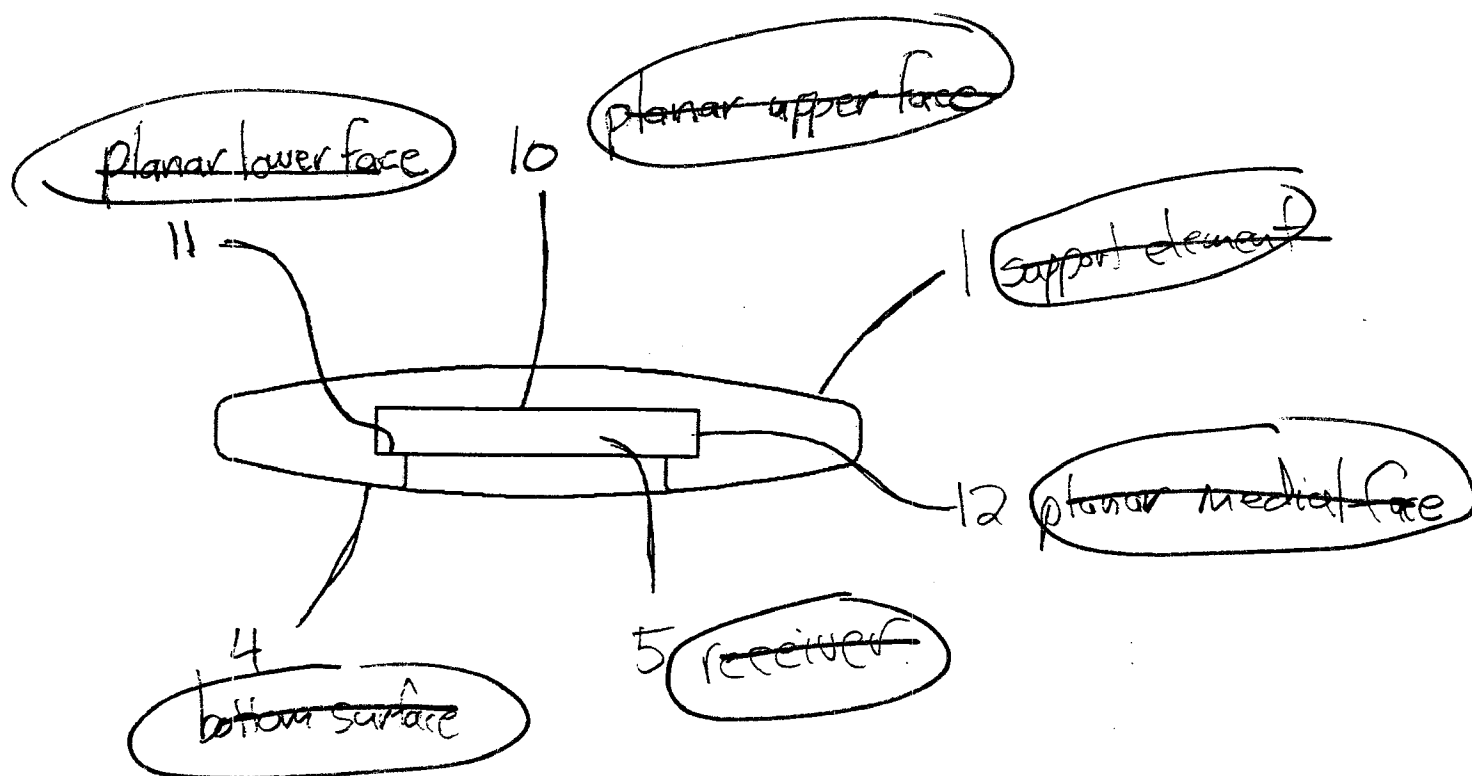 planar upper face
planar lower face
10
11
1 support element
12 planar medial face
4
5 receiver
bottom surface